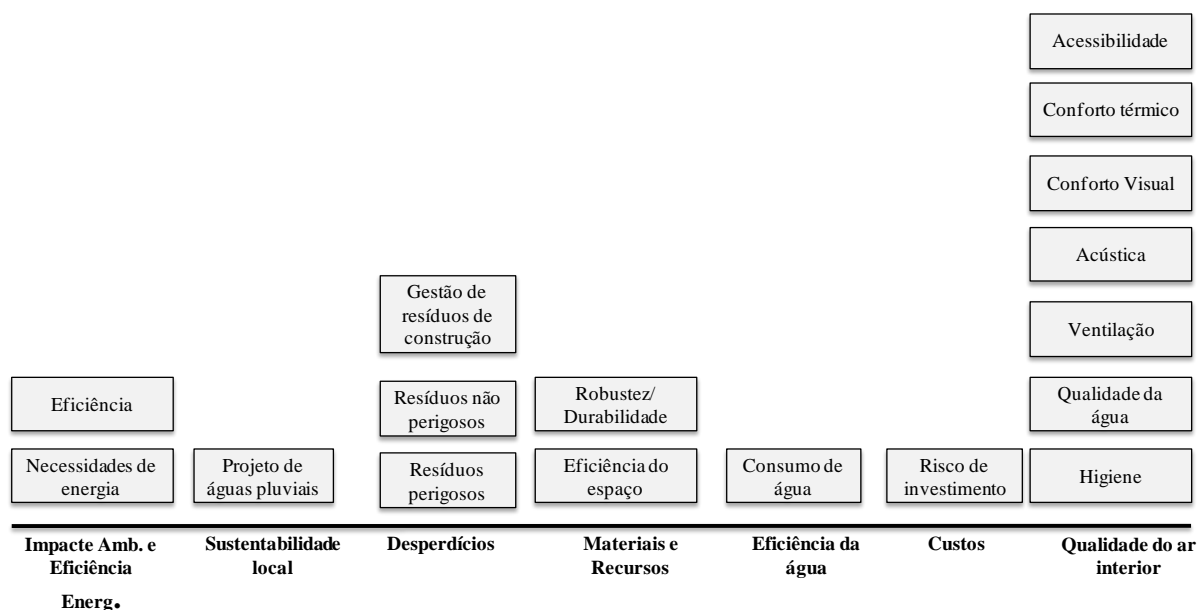 Acessibilidade
Conforto térmico
Conforto Visual
Acústica
Gestão de
resíduos de
construção
Ventilação
Eficiência
Resíduos não
perigosos
Robustez/
Durabilidade
Qualidade da
água
Necessidades de
energia
Projeto de
águas pluviais
Resíduos
perigosos
Eficiência do
espaço
Consumo de
água
Risco de
investimento
Higiene
Impacte Amb. e
Eficiência
Energ.
Sustentabilidade
local
Desperdícios
Materiais e
Recursos
Eficiência da
água
Custos
Qualidade do ar
interior